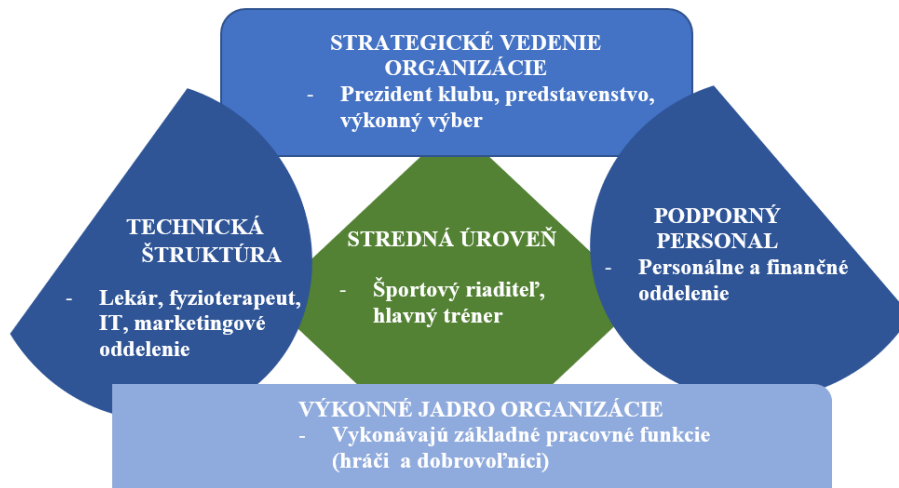 STRATEGICKÉ VEDENIE
ORGANIZÁCIE
- Prezident klubu, predstavenstvo,
výkonný výber
TECHNICKÁ
ŠTRUKTÚRA
- Lekár, fyzioterapeut,
IT, marketingové
oddelenie
STREDNÁ ÚROVEŇ
- Športový riaditeľ,
hlavný tréner
PODPORNÝ
PERSONAL
- Personálne a finančné
oddelenie
VÝKONNÉ JADRO ORGANIZÁCIE
- Vykonávajú základné pracovné funkcie
(hráči a dobrovoľníci)